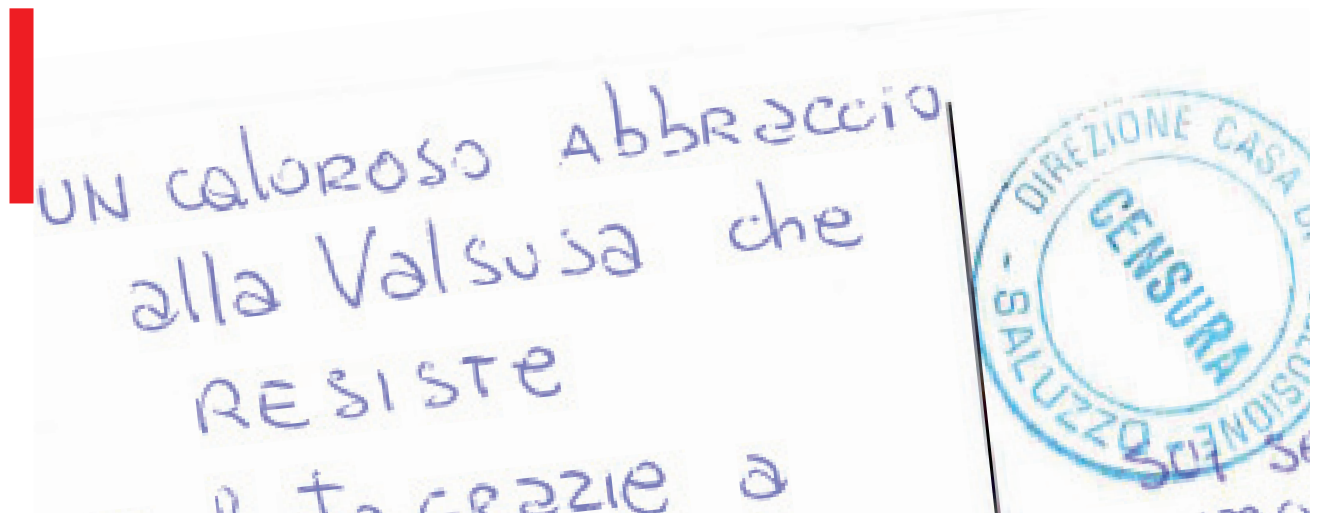 UN caloroso AbbRaccio
alla Valsusa che
RESISTe
GRAZIE a
DIREZIONE CASA
- SALUZZO
CENSURA